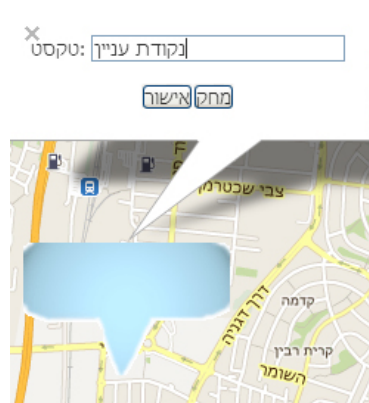 ×
טקסט: נקודת עניין
מחק אישור
צבי שכטרמן
דרך דגניה
קדמה
קרית רבין
השומר